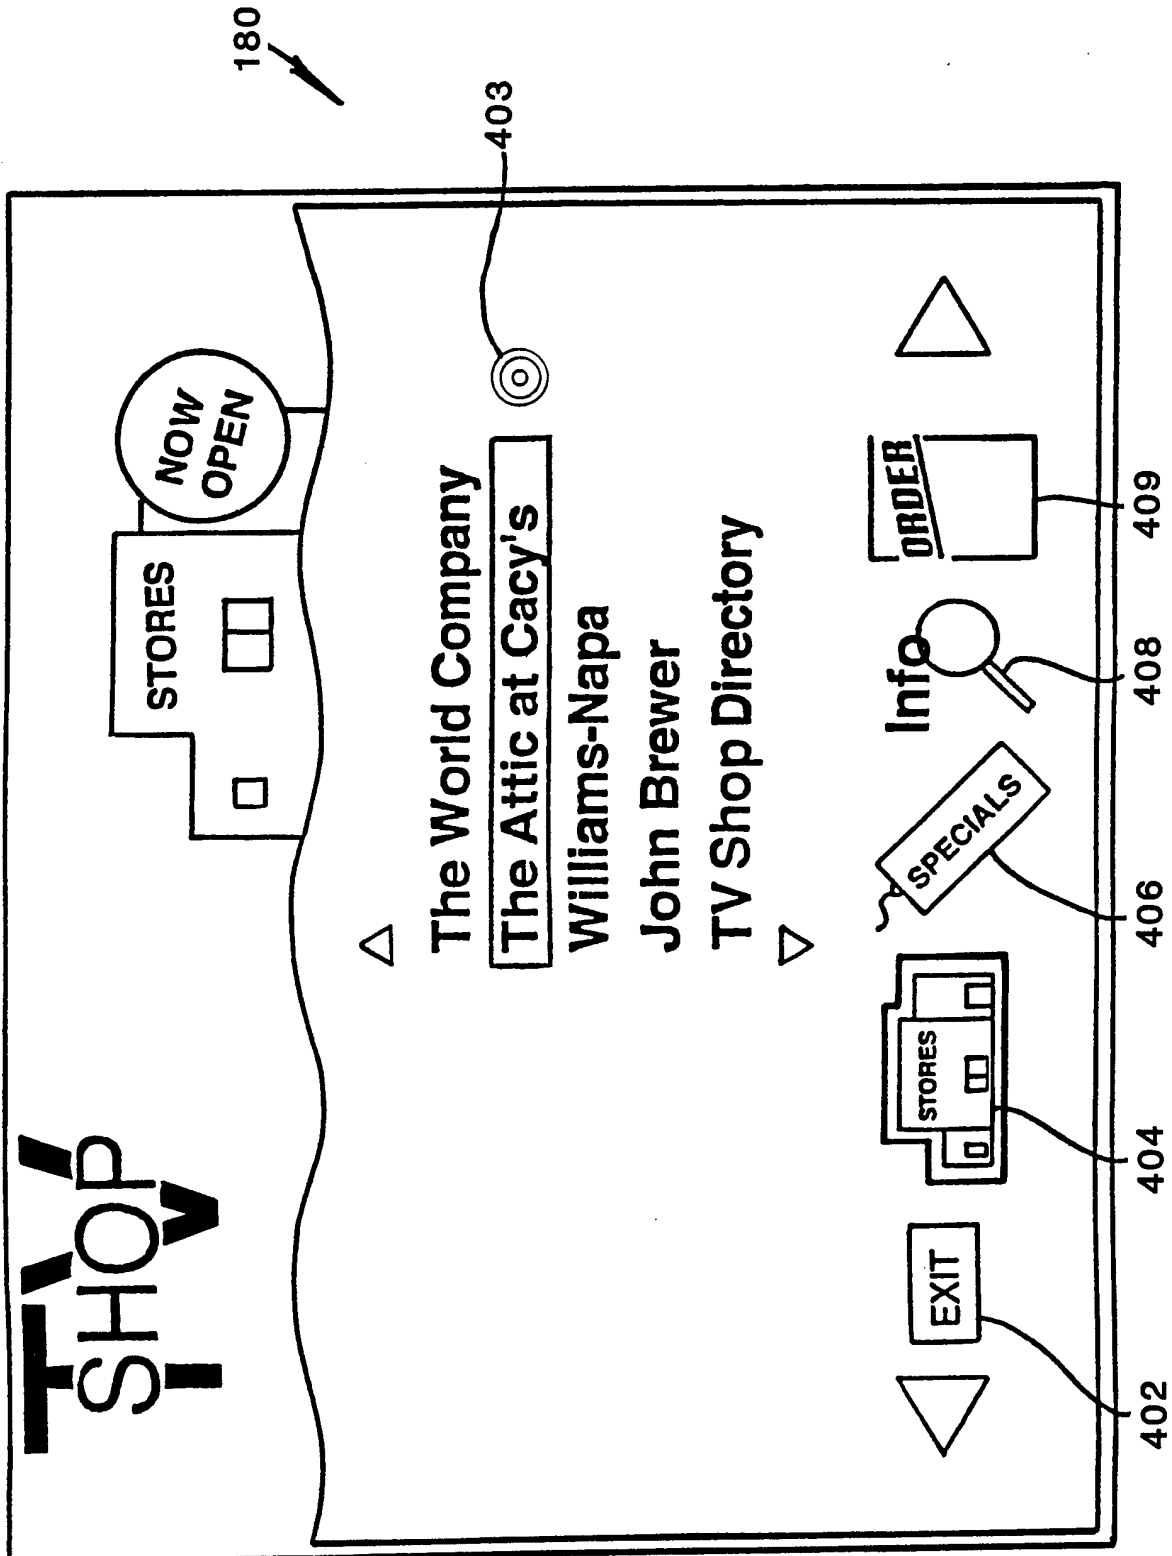 180
TV
SHOP
STORES
NOW
OPEN
403
The World Company
The Attic at Cacy's
Williams-Napa
John Brewer
TV Shop Directory
EXIT
STORES
SPECIALS
Info
ORDER
402
404
406
408
409